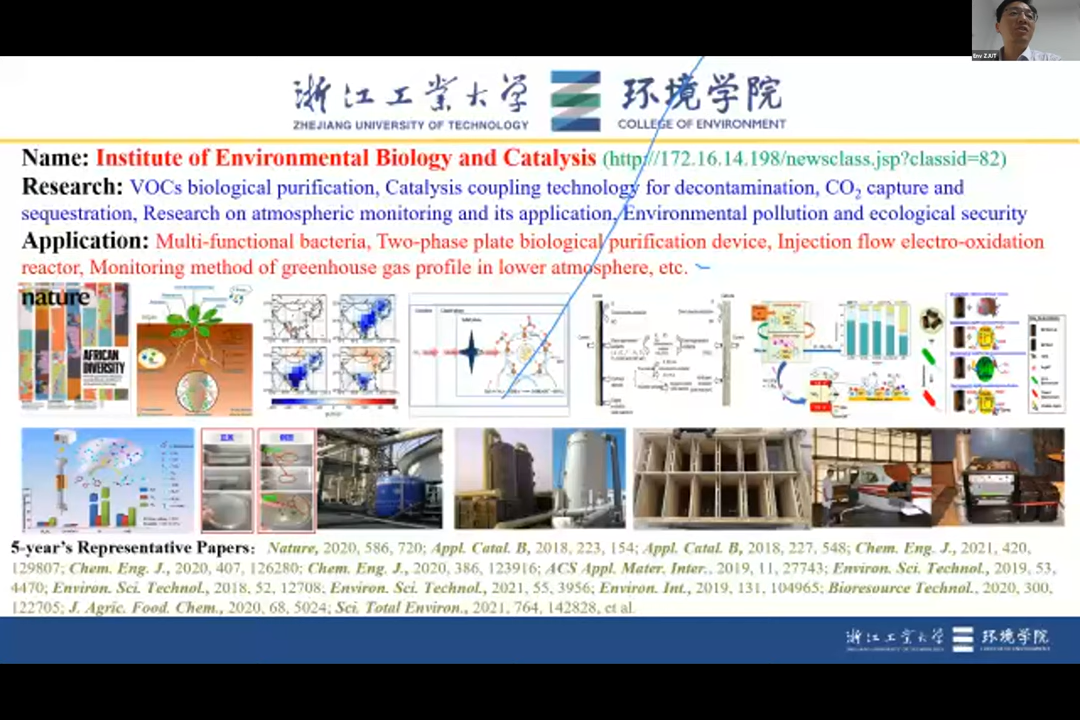 Env ZJUT
浙江工业大学 环境学院
ZHEJIANG UNIVERSITY OF TECHNOLOGY COLLEGE OF ENVIRONMENT
Name: Institute of Environmental Biology and Catalysis (http://172.16.14.198/newsclass.jsp?classid=82)
Research: VOCs biological purification, Catalysis coupling technology for decontamination, CO₂ capture and
sequestration, Research on atmospheric monitoring and its application, Environmental pollution and ecological security
Application: Multi-functional bacteria, Two-phase plate biological purification device, Injection flow electro-oxidation
reactor, Monitoring method of greenhouse gas profile in lower atmosphere, etc.
nature
AFRICAN
DIVERSITY
5-year's Representative Papers: Nature, 2020, 586, 720; Appl. Catal. B, 2018, 223, 154; Appl. Catal. B, 2018, 227, 548; Chem. Eng. J., 2021, 420,
129807; Chem. Eng. J., 2020, 407, 126280; Chem. Eng. J., 2020, 386, 123916; ACS Appl. Mater. Inter., 2019, 11, 27743; Environ. Sci. Technol., 2019, 53,
4470; Environ. Sci. Technol., 2018, 52, 12708; Environ. Sci. Technol., 2021, 55, 3956; Environ. Int., 2019, 131, 104965; Bioresource Technol., 2020, 300,
122705; J. Agric. Food. Chem., 2020, 68, 5024; Sci. Total Environ., 2021, 764, 142828, et al.
浙江工业大学 环境学院
ZHEJIANG UNIVERSITY OF TECHNOLOGY COLLEGE OF ENVIRONMENT